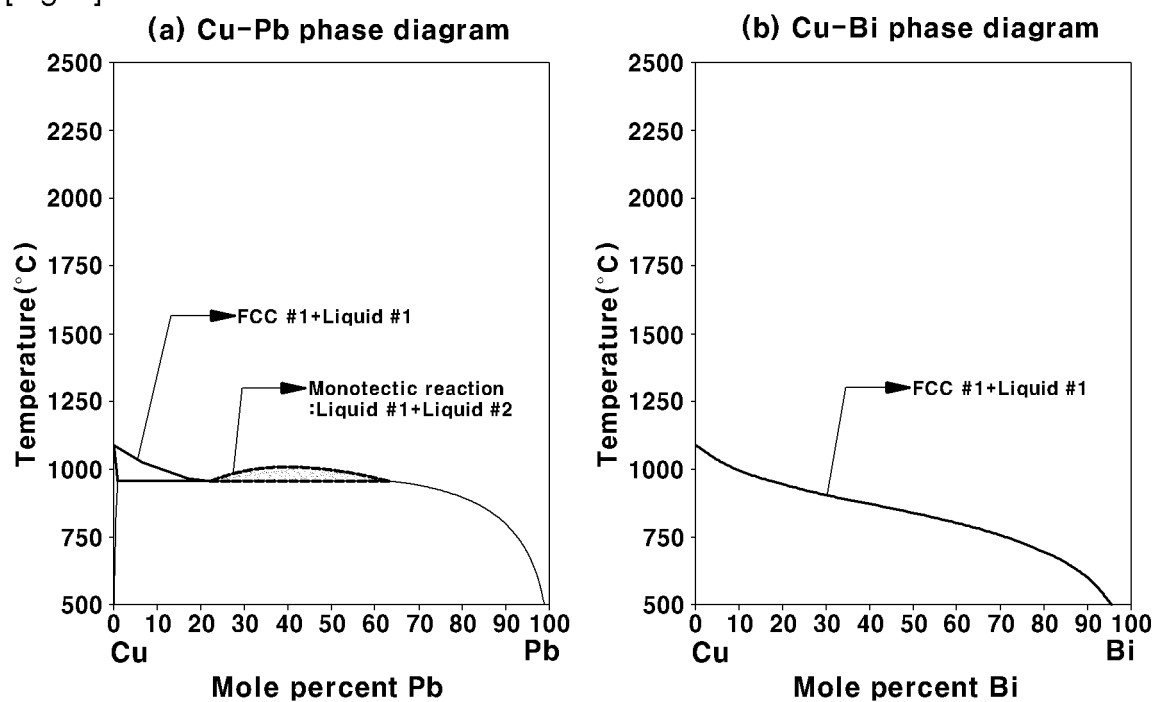 (a) Cu-Pb phase diagram
2500
2250
2000
1750
1500
1250
1000
750
500
Temperature(°C)
FCC #1+Liquid #1
Monotectic reaction
:Liquid #1+Liquid #2
0 10 20 30 40 50 60 70 80 90 100
Cu Pb
Mole percent Pb
(b) Cu-Bi phase diagram
2500
2250
2000
1750
1500
1250
1000
750
500
Temperature(°C)
FCC #1+Liquid #1
0 10 20 30 40 50 60 70 80 90 100
Cu Bi
Mole percent Bi